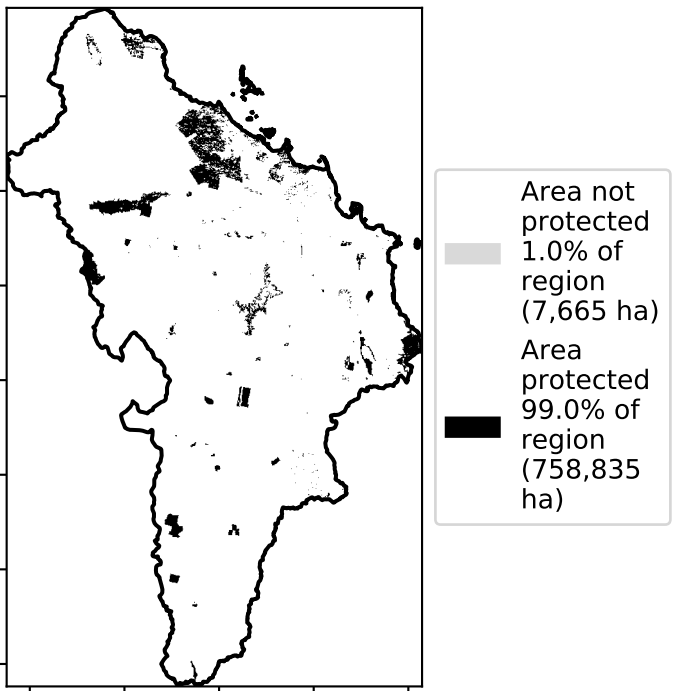 Area not
protected
1.0% of
region
(7,665 ha)
Area
protected
99.0% of
region
(758,835
ha)